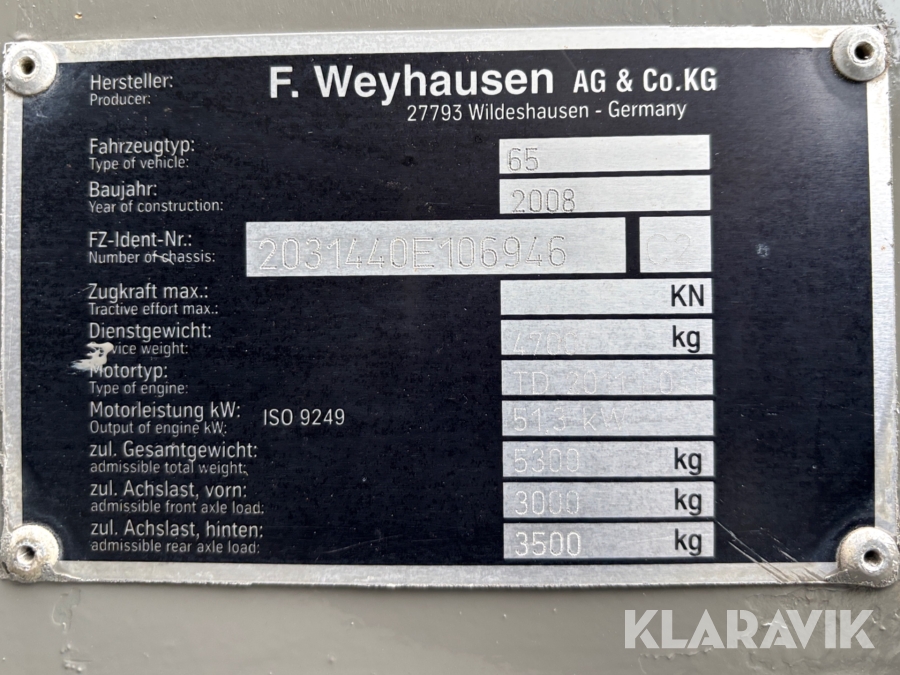 Hersteller: F. Weyhausen AG & Co.KG
Producer: 27793 Wildeshausen - Germany
Fahrzeugtyp: 65
Type of vehicle:
Baujahr: 2008
Year of construction:
FZ-Ident-Nr.: 2031440E106946
Number of chassis:
Zugkraft max.: KN
Tractive effort max.:
Dienstgewicht: kg
weight:
Motortyp: TD
Type of engine:
Motorleistung kW: ISO 9249
Output of engine kW:
zul. Gesamtgewicht: 5300 kg
admissible total weight:
zul. Achslast, vorn: 3000 kg
admissible front axle load:
zul. Achslast, hinten: 3500 kg
admissible rear axle load:
KLARAVIK